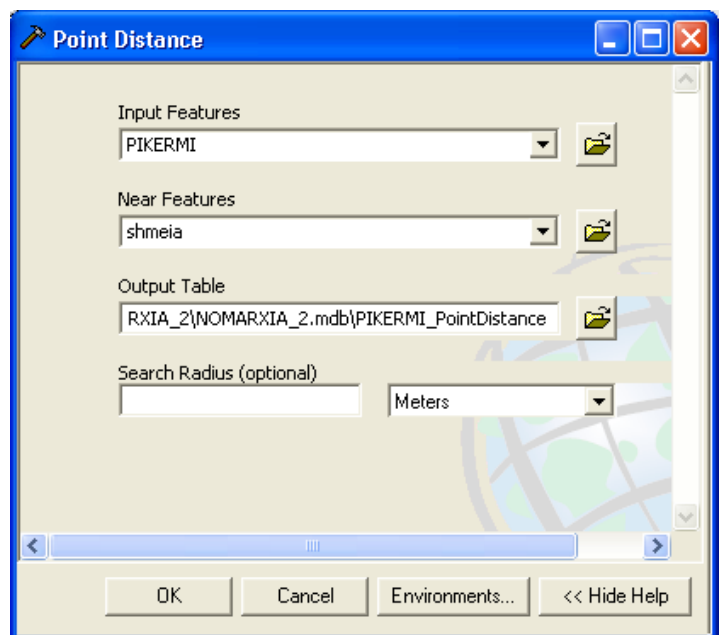 Point Distance
Input Features
PIKERMI
Near Features
shmeia
Output Table
RXIA_2\NOMARXIA_2.mdb\PIKERMI_PointDistance
Search Radius (optional)
Meters
OK Cancel Environments... << Hide Help